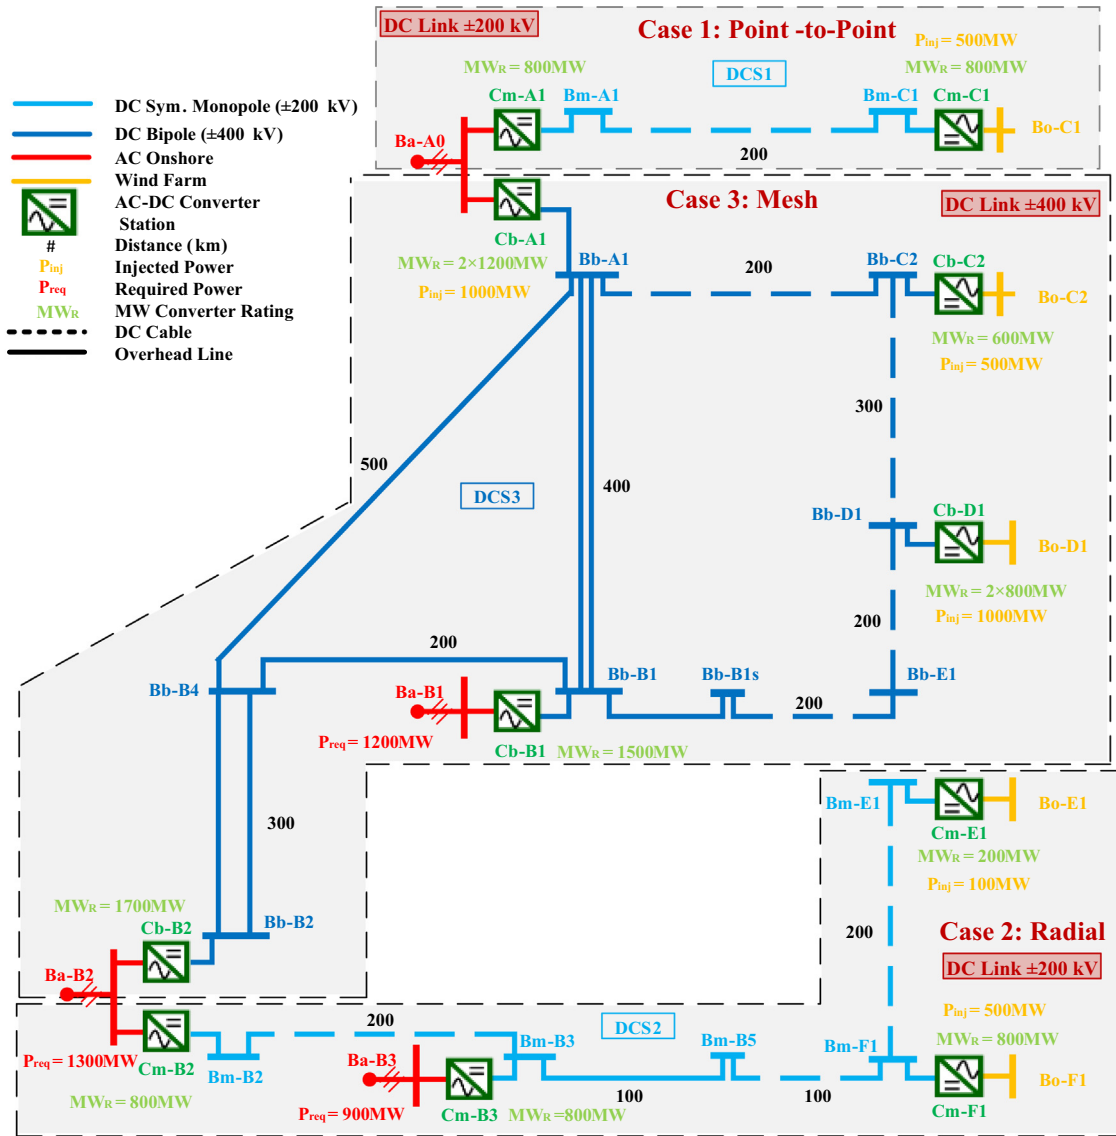 DC Link ±200 kV
Case 1: Point -to-Point
Pinj = 500MW
MWR = 800MW
DCS1
MWR = 800MW
Cm-A1
Bm-A1
Bm-C1
Cm-C1
Ba-A0
Bo-C1
200
DC Sym. Monopole (±200 kV)
DC Bipole (±400 kV)
AC Onshore
Wind Farm
AC-DC Converter
Station
# Distance (km)
Pinj Injected Power
Preq Required Power
MWR MW Converter Rating
DC Cable
Overhead Line
Case 3: Mesh
DC Link ±400 kV
Cb-A1
MWR = 2×1200MW
Pinj = 1000MW
Bb-A1
200
Bb-C2
Cb-C2
Bo-C2
MWR = 600MW
Pinj = 500MW
300
500
DCS3
400
Bb-D1
Cb-D1
Bo-D1
MWR = 2×800MW
Pinj = 1000MW
200
200
Bb-B4
Ba-B1
Bb-B1
Bb-B1s
Bb-E1
200
Preq = 1200MW
Cb-B1
MWR = 1500MW
300
Bm-E1
Bo-E1
Cm-E1
MWR = 200MW
Pinj = 100MW
MWR = 1700MW
Cb-B2
Bb-B2
200
Case 2: Radial
DC Link ±200 kV
Ba-B2
Pinj = 500MW
MWR = 800MW
200
DCS2
Preq = 1300MW
Cm-B2
Bm-B2
Ba-B3
Bm-B3
Bm-B5
Bm-F1
Bo-F1
MWR = 800MW
100
100
Preq = 900MW
Cm-B3
MWR = 800MW
Cm-F1